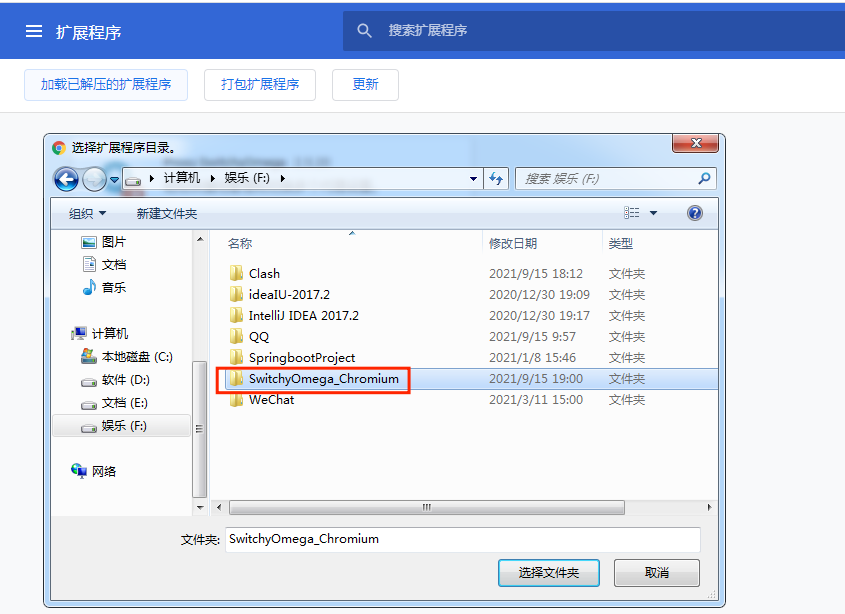 扩展程序
搜索扩展程序
加载已解压的扩展程序 打包扩展程序 更新
选择扩展程序目录。
计算机 娱乐 (F:) 搜索 娱乐 (F:)
组织 新建文件夹
图片
文档
音乐
计算机
本地磁盘 (C:)
软件 (D:)
文档 (E:)
娱乐 (F:)
网络
名称 修改日期 类型
Clash 2021/9/15 18:12 文件夹
ideaIU-2017.2 2020/12/30 19:09 文件夹
IntelliJ IDEA 2017.2 2020/12/30 19:17 文件夹
QQ 2021/9/15 9:57 文件夹
SpringbootProject 2021/1/8 15:46 文件夹
SwitchyOmega_Chromium 2021/9/15 19:00 文件夹
WeChat 2021/3/11 15:00 文件夹
文件夹: SwitchyOmega_Chromium
选择文件夹 取消